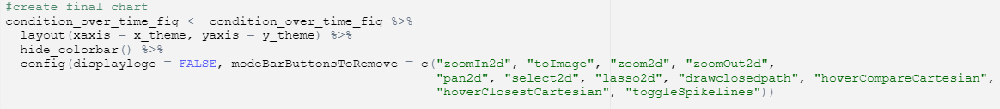 #create final chart
condition_over_time_fig <- condition_over_time_fig %>%
  layout(xaxis = x_theme, yaxis = y_theme) %>%
  hide_colorbar() %>%
  config(displaylogo = FALSE, modeBarButtonsToRemove = c("zoomIn2d", "toImage", "zoom2d", "zoomOut2d",
                                                         "pan2d", "select2d", "lasso2d", "drawclosedpath", "hoverCompareCartesian",
                                                         "hoverClosestCartesian", "toggleSpikelines"))